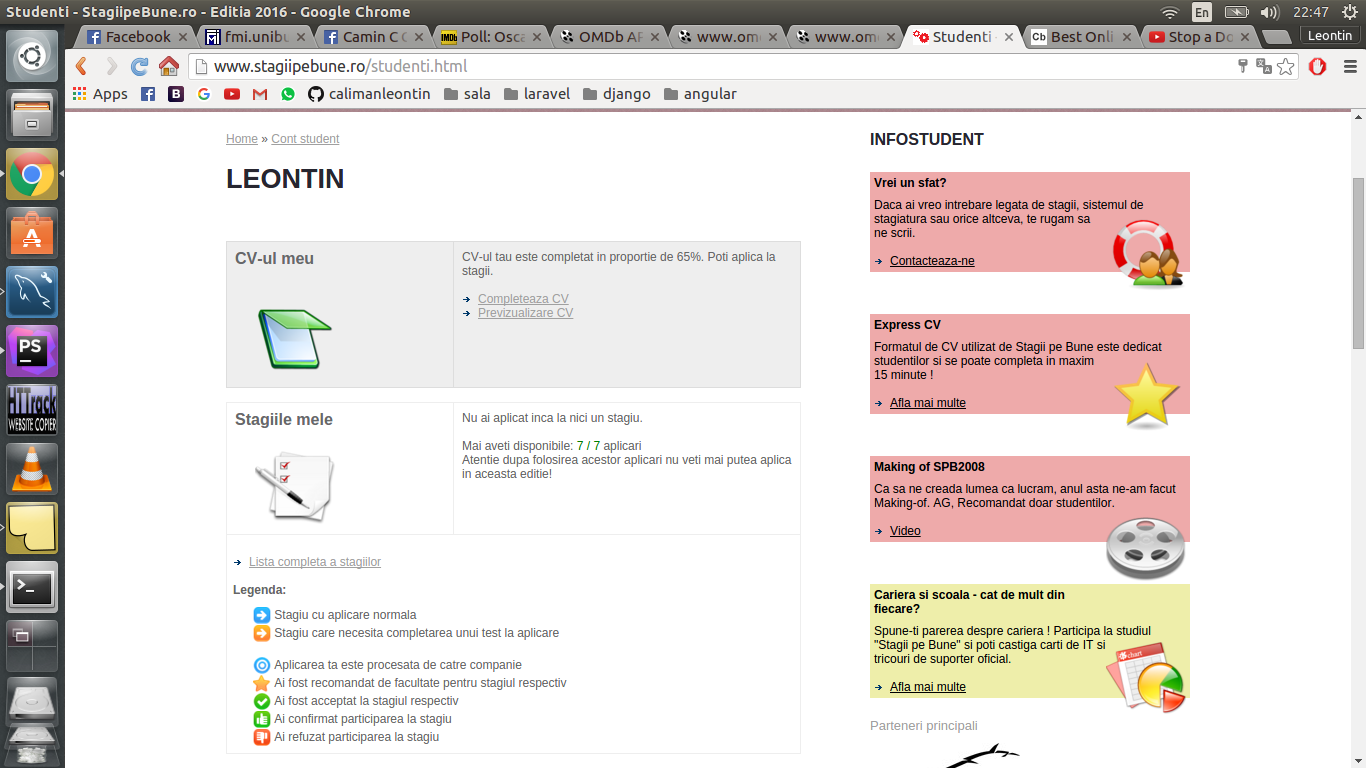 Studenti - StagiipeBune.ro - Editia 2016 - Google Chrome
En
22:47
Facebook
fmi.unibu
Camin C
Poll: Osca
OMDb AP
www.om
www.om
Studenti
Best Onli
Stop a Do
Leontin
www.stagiipebune.ro/studenti.html
Apps
calimanleontin
sala
laravel
django
angular
Home » Cont student
LEONTIN
CV-ul meu
CV-ul tau este completat in proportie de 65%. Poti aplica la
stagii.
Completeaza CV
Previzualizare CV
Stagiile mele
Nu ai aplicat inca la nici un stagiu.
Mai aveti disponibile: 7 / 7 aplicari
Atentie dupa folosirea acestor aplicari nu veti mai putea aplica
in aceasta editie!
Lista completa a stagiilor
Legenda:
Stagiu cu aplicare normala
Stagiu care necesita completarea unui test la aplicare
Aplicarea ta este procesata de catre companie
Ai fost recomandat de facultate pentru stagiul respectiv
Ai fost acceptat la stagiul respectiv
Ai confirmat participarea la stagiu
Ai refuzat participarea la stagiu
INFOSTUDENT
Vrei un sfat?
Daca ai vreo intrebare legata de stagii, sistemul de
stagiatura sau orice altceva, te rugam sa
ne scrii.
Contacteaza-ne
Express CV
Formatul de CV utilizat de Stagii pe Bune este dedicat
studentilor si se poate completa in maxim
15 minute !
Afla mai multe
Making of SPB2008
Ca sa ne creada lumea ca lucram, anul asta ne-am facut
Making-of. AG, Recomandat doar studentilor.
Video
Cariera si scoala - cat de mult din
fiecare?
Spune-ti parerea despre cariera ! Participa la studiul
"Stagii pe Bune" si poti castiga carti de IT si
tricouri de suporter oficial.
Afla mai multe
Parteneri principali
PS
HTTrack
WEBSITE COPIER